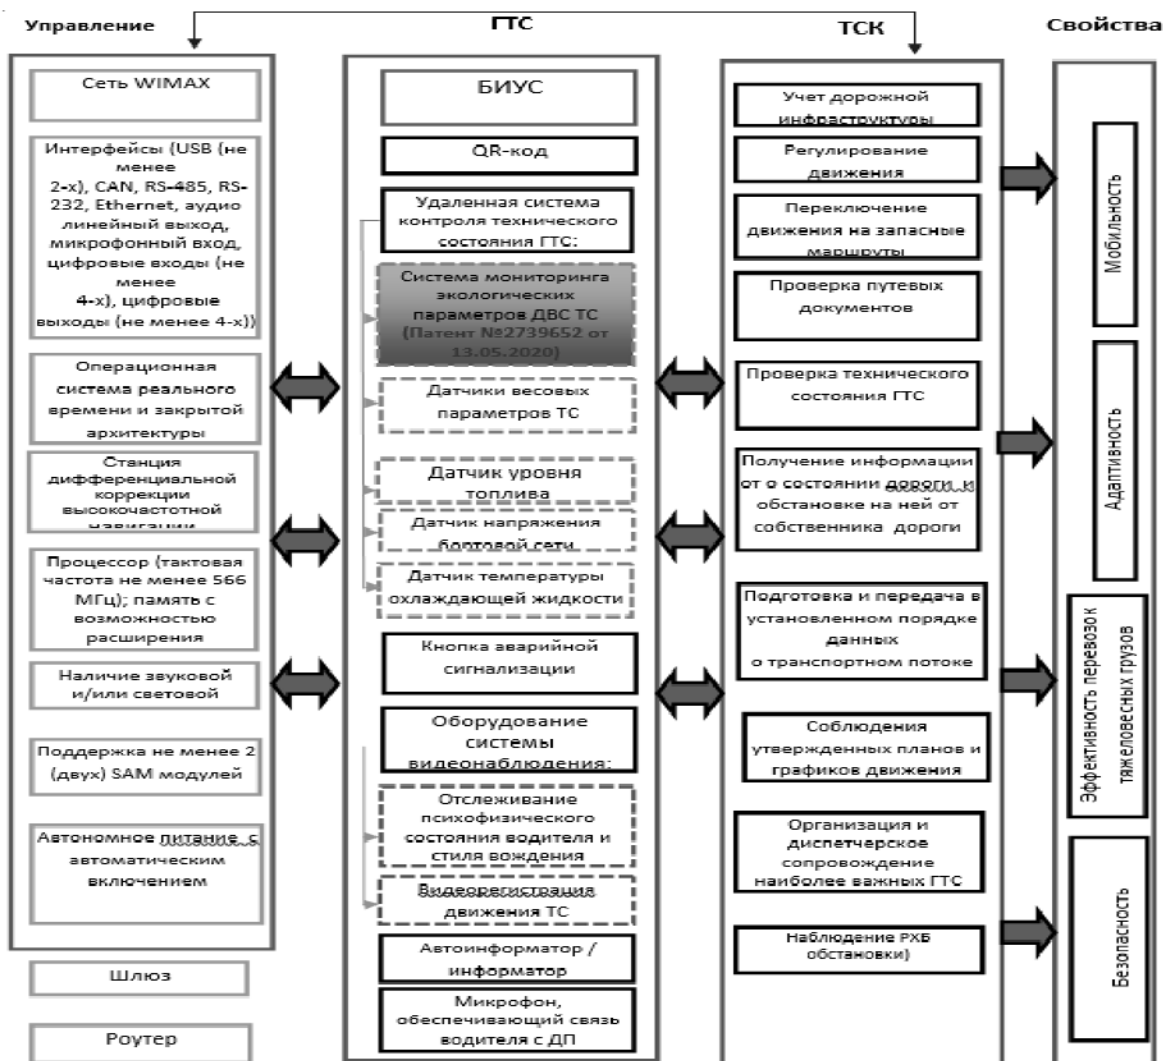 Управление
ГТС
ТСК
Свойства
Сеть WIMAX
Интерфейсы (USB (не
менее
2-х), CAN, RS-485, RS-
232, Ethernet, аудио
линейный выход,
микрофонный вход,
цифровые входы (не
менее
4-х), цифровые
выходы (не менее 4-х))
Операционная
система реального
времени и закрытой
архитектуры
Станция
дифференциальной
коррекции
высокочастотной
навигации
Процессор (тактовая
частота не менее 566
МГц); память с
возможностью
расширения
Наличие звуковой
и/или световой
Поддержка не менее 2
(двух) SAM модулей
Автономное питание с
автоматическим
включением
Шлюз
Роутер
БИУС
QR-код
Удаленная система
контроля технического
состояния ГТС:
Система мониторинга
экологических
параметров ДВС ТС
(Патент №2739652 от
13.05.2020)
Датчики весовых
параметров ТС
Датчик уровня
топлива
Датчик напряжения
бортовой сети
Датчик температуры
охлаждающей жидкости
Кнопка аварийной
сигнализации
Оборудование
системы
видеонаблюдения:
Отслеживание
психофизического
состояния водителя и
стиля вождения
Видеорегистрация
движения ТС
Автоинформатор /
информатор
Микрофон,
обеспечивающий связь
водителя с ДП
Учет дорожной
инфраструктуры
Регулирование
движения
Переключение
движения на запасные
маршруты
Проверка путевых
документов
Проверка технического
состояния ГТС
Получение информации
от о состоянии дороги и
обстановке на ней от
собственника дороги
Подготовка и передача в
установленном порядке
данных
о транспортном потоке
Соблюдения
утвержденных планов и
графиков движения
Организация и
диспетчерское
сопровождение
наиболее важных ГТС
Наблюдение РХБ
обстановки)
Мобильность
Адаптивность
Эффективность перевозок
тяжеловесных грузов
Безопасность